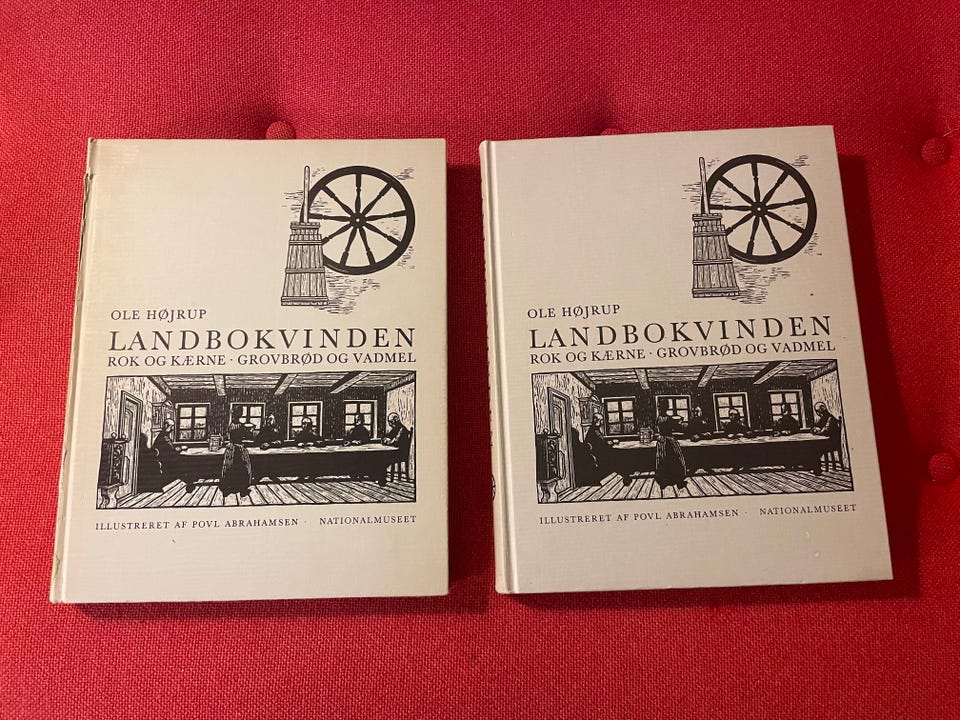 OLE HØJRUP
LANDBOKVINDEN
ROK OG KÆRNE · GROVBRØD OG VADMEL
ILLUSTRERET AF POVL ABRAHAMSEN · NATIONALMUSEET
OLE HØJRUP
LANDBOKVINDEN
ROK OG KÆRNE · GROVBRØD OG VADMEL
ILLUSTRERET AF POVL ABRAHAMSEN · NATIONALMUSEET